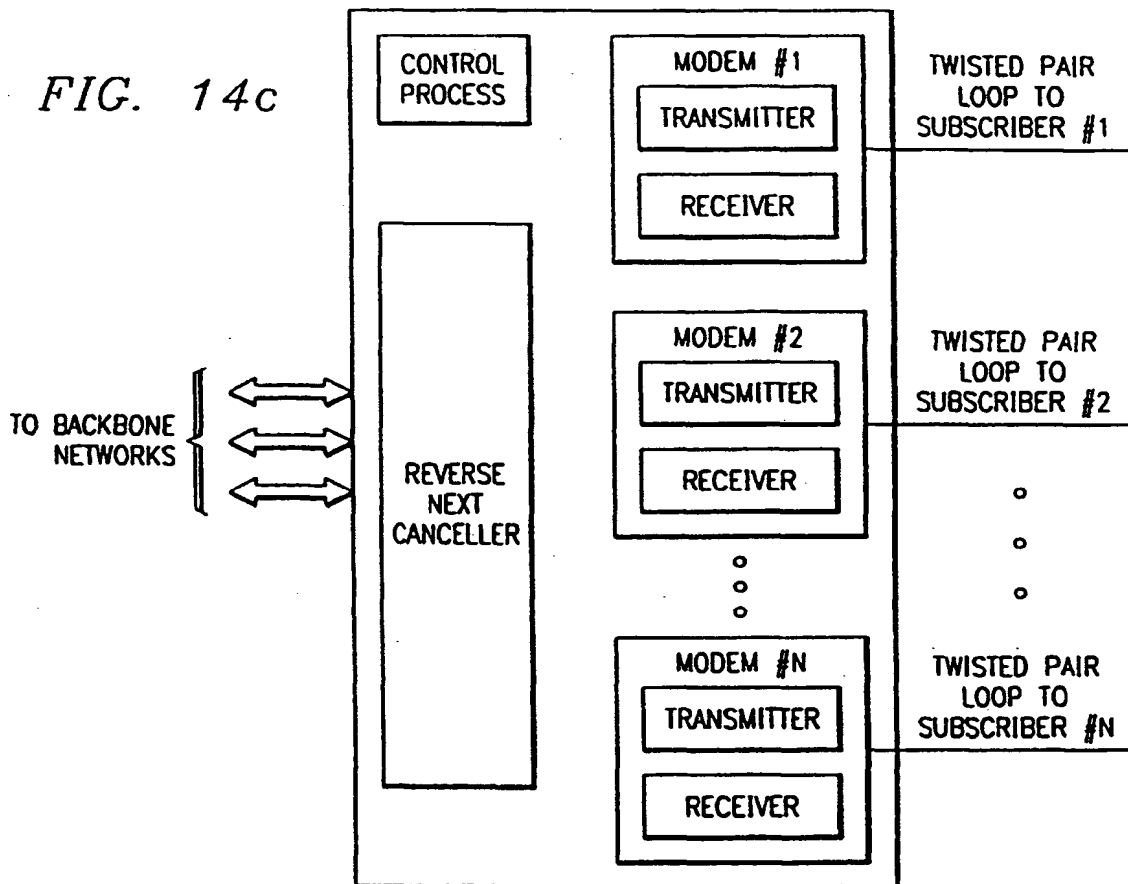 FIG. 14c
CONTROL
PROCESS
MODEM #1
TRANSMITTER
RECEIVER
TWISTED PAIR
LOOP TO
SUBSCRIBER #1
MODEM #2
TRANSMITTER
RECEIVER
TWISTED PAIR
LOOP TO
SUBSCRIBER #2
TO BACKBONE
NETWORKS
REVERSE
NEXT
CANCELLER
MODEM #N
TRANSMITTER
RECEIVER
TWISTED PAIR
LOOP TO
SUBSCRIBER #N